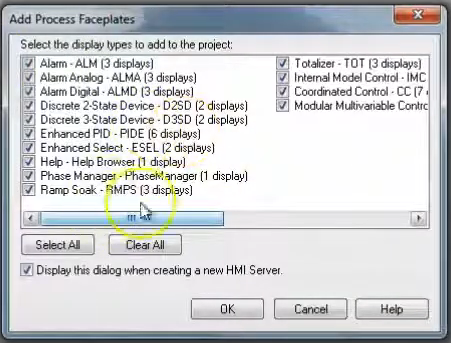 Add Process Faceplates
Select the display types to add to the project:
Alarm - ALM (3 displays)
Alarm Analog - ALMA (3 displays)
Alarm Digital - ALMD (3 displays)
Discrete 2-State Device - D2SD (2 displays)
Discrete 3-State Device - D3SD (2 displays)
Enhanced PID - PIDE (6 displays)
Enhanced Select - ESEL (2 displays)
Help - Help Browser (1 display)
Phase Manager - PhaseManager (1 display)
Ramp Soak - RMPS (3 displays)
Totalizer - TOT (3 displays)
Internal Model Control - IMC
Coordinated Control - CC (7
Modular Multivariable Contro
Select All
Clear All
Display this dialog when creating a new HMI Server.
OK
Cancel
Help